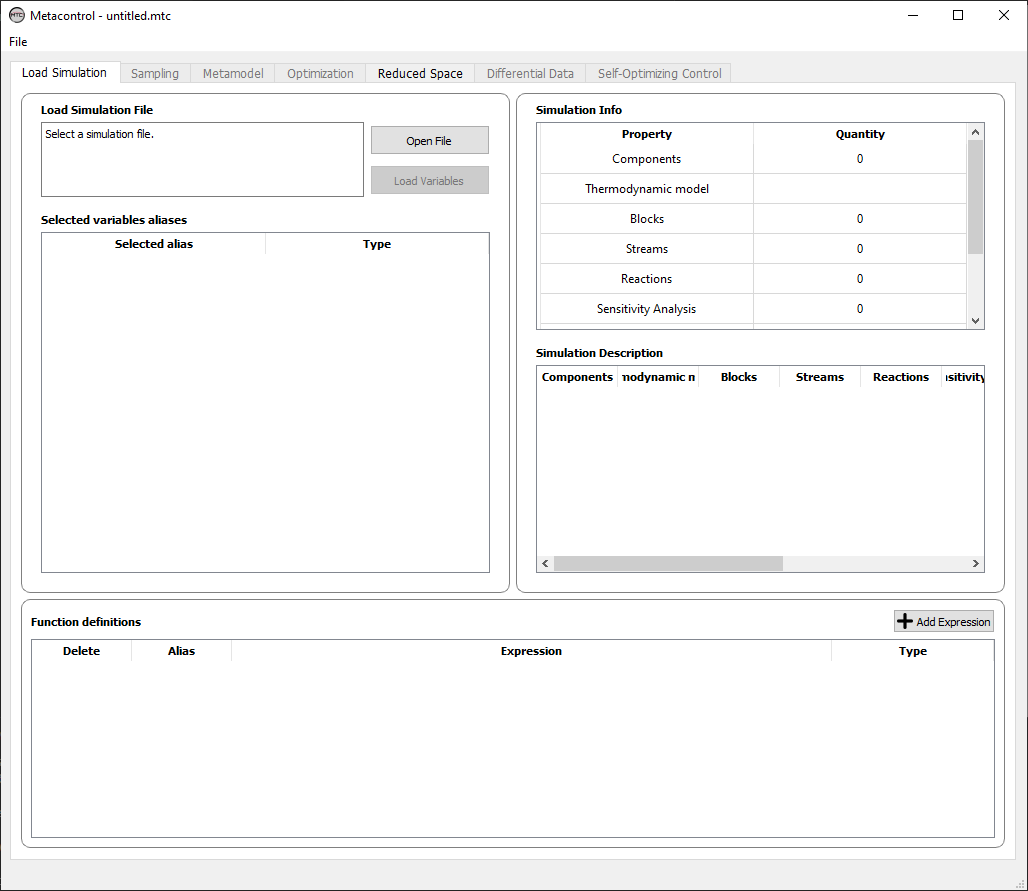 MTC Metacontrol - untitled.mtc
File
Load Simulation Sampling Metamodel Optimization Reduced Space Differential Data Self-Optimizing Control
Load Simulation File
Select a simulation file.
Open File
Load Variables
Selected variables aliases
Selected alias Type
Simulation Info
Property Quantity
Components 0
Thermodynamic model
Blocks 0
Streams 0
Reactions 0
Sensitivity Analysis 0
Simulation Description
Components modynamic n Blocks Streams Reactions sitivity
Function definitions
Add Expression
Delete Alias Expression Type